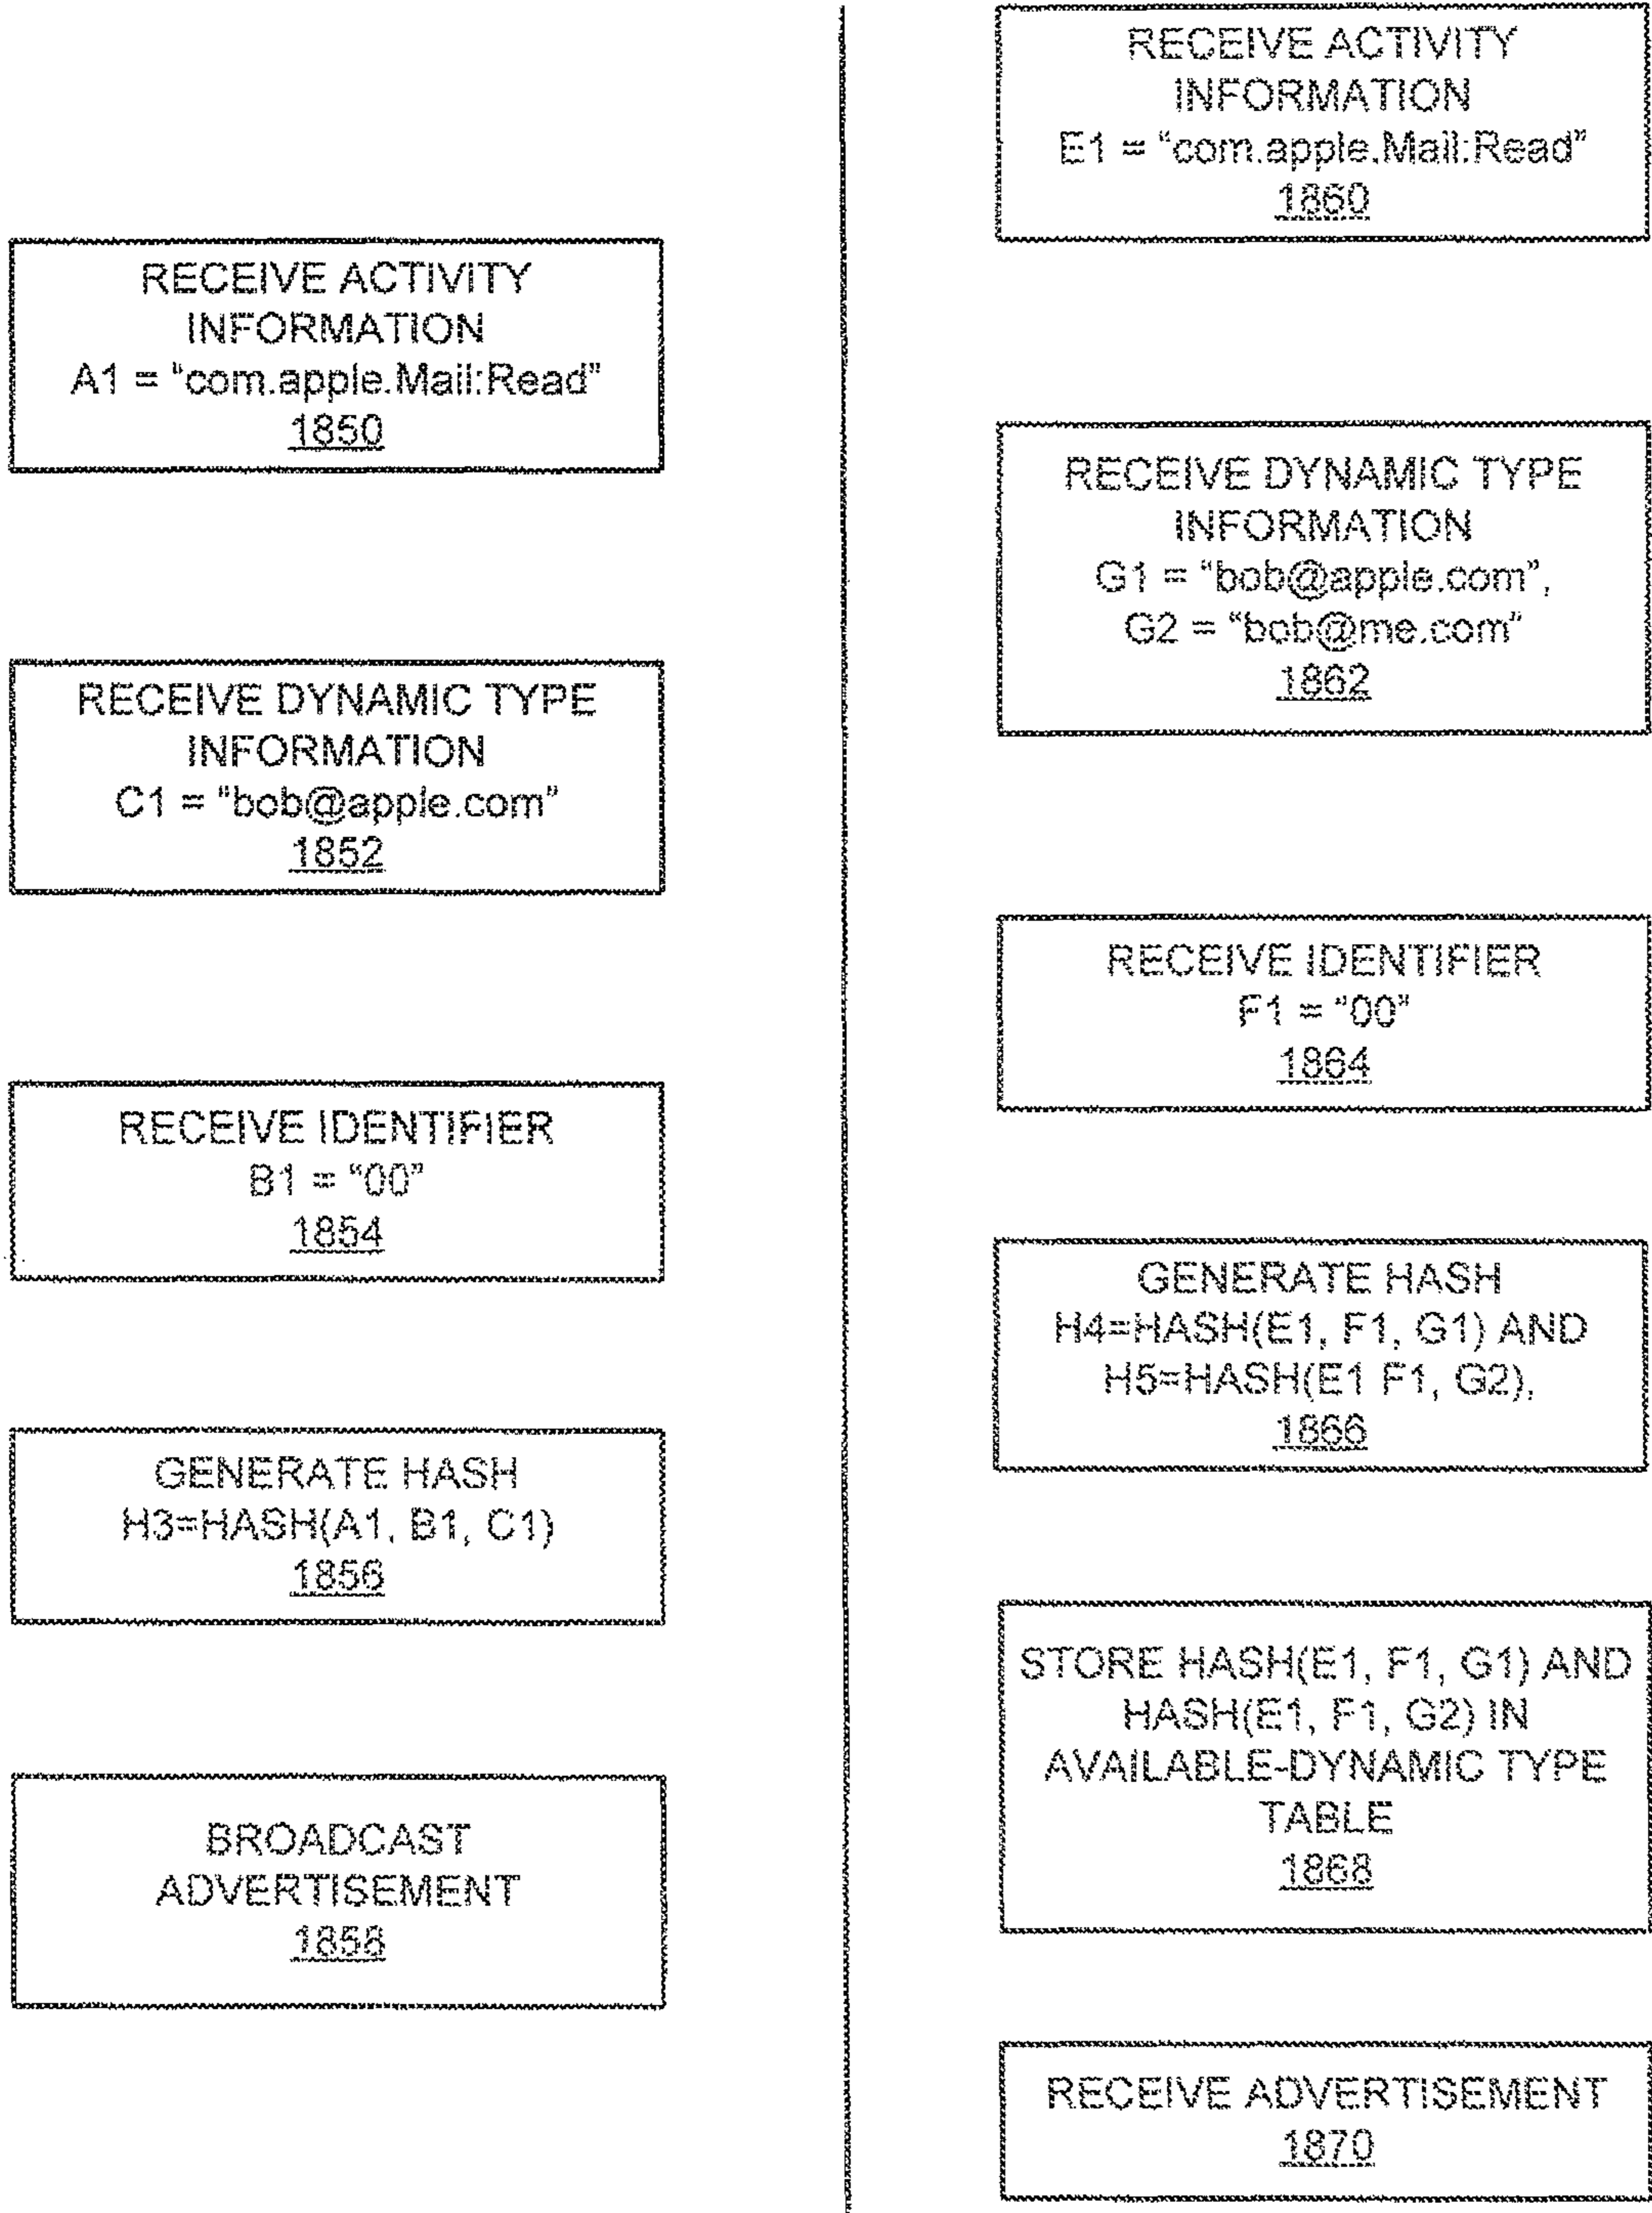 RECEIVE ACTIVITY
INFORMATION
A1 = “com.apple.Mail:Read”
1850
RECEIVE DYNAMIC TYPE
INFORMATION
C1 = “bob@apple.com”
1852
RECEIVE IDENTIFIER
B1 = “00”
1854
GENERATE HASH
H3=HASH(A1, B1, C1)
1856
BROADCAST
ADVERTISEMENT
1858
RECEIVE ACTIVITY
INFORMATION
E1 = “com.apple.Mail:Read”
1860
RECEIVE DYNAMIC TYPE
INFORMATION
G1 = “bob@apple.com”,
G2 = “bob@me.com”
1862
RECEIVE IDENTIFIER
F1 = “00”
1864
GENERATE HASH
H4=HASH(E1, F1, G1) AND
H5=HASH(E1 F1, G2),
1866
STORE HASH(E1, F1, G1) AND
HASH(E1, F1, G2) IN
AVAILABLE-DYNAMIC TYPE
TABLE
1868
RECEIVE ADVERTISEMENT
1870